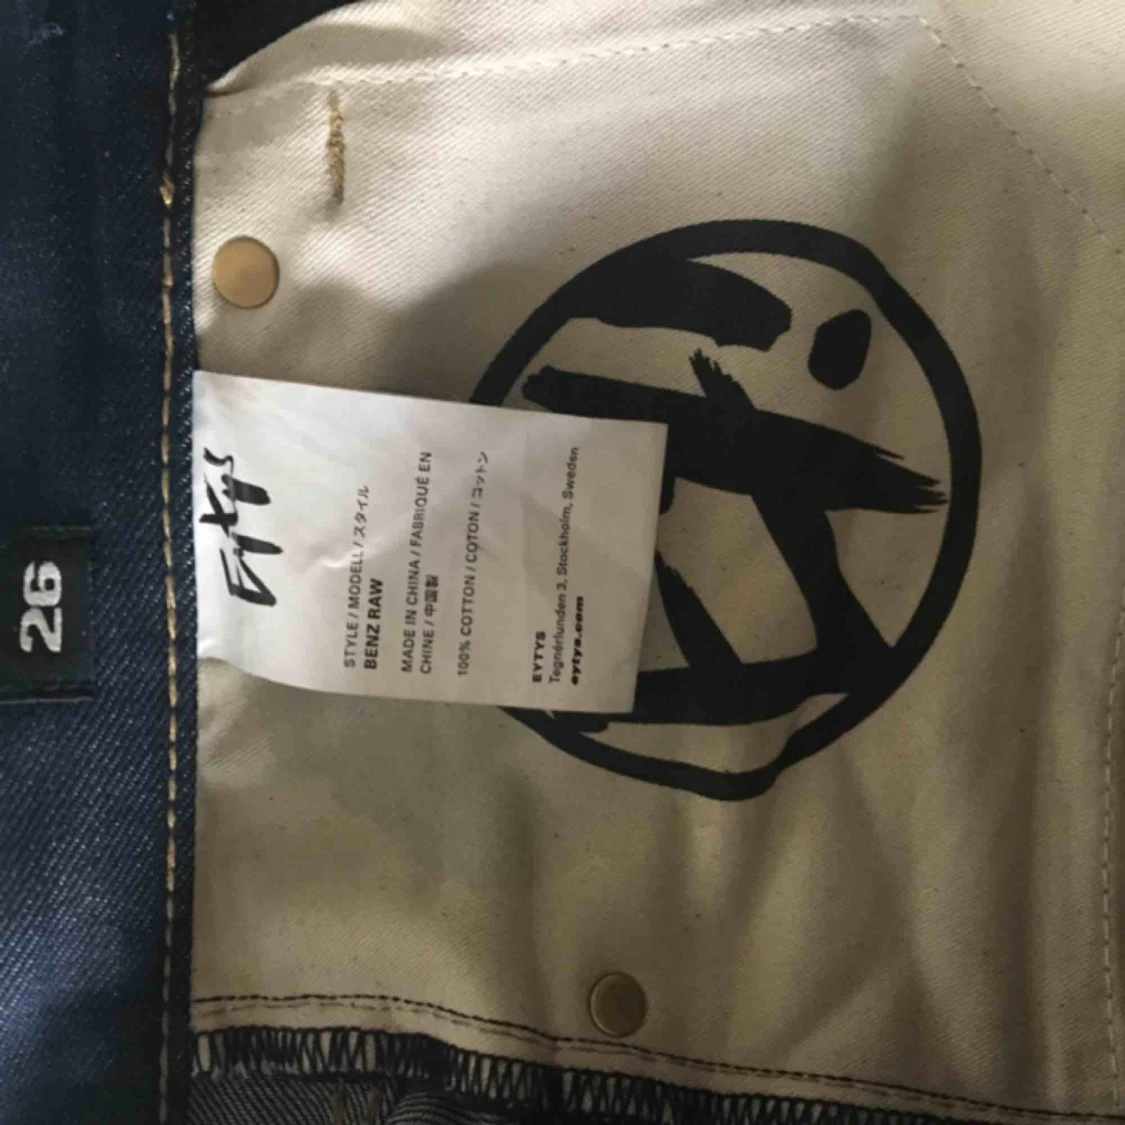 26
Eytys
STYLE / MODELL / スタイル
BENZ RAW
MADE IN CHINA / FABRIQUÉ EN
CHINE / 中国製
100% COTTON / COTON / コットン
EYTYS
Tegnérlunden 3, Stockholm, Sweden
eytys.com